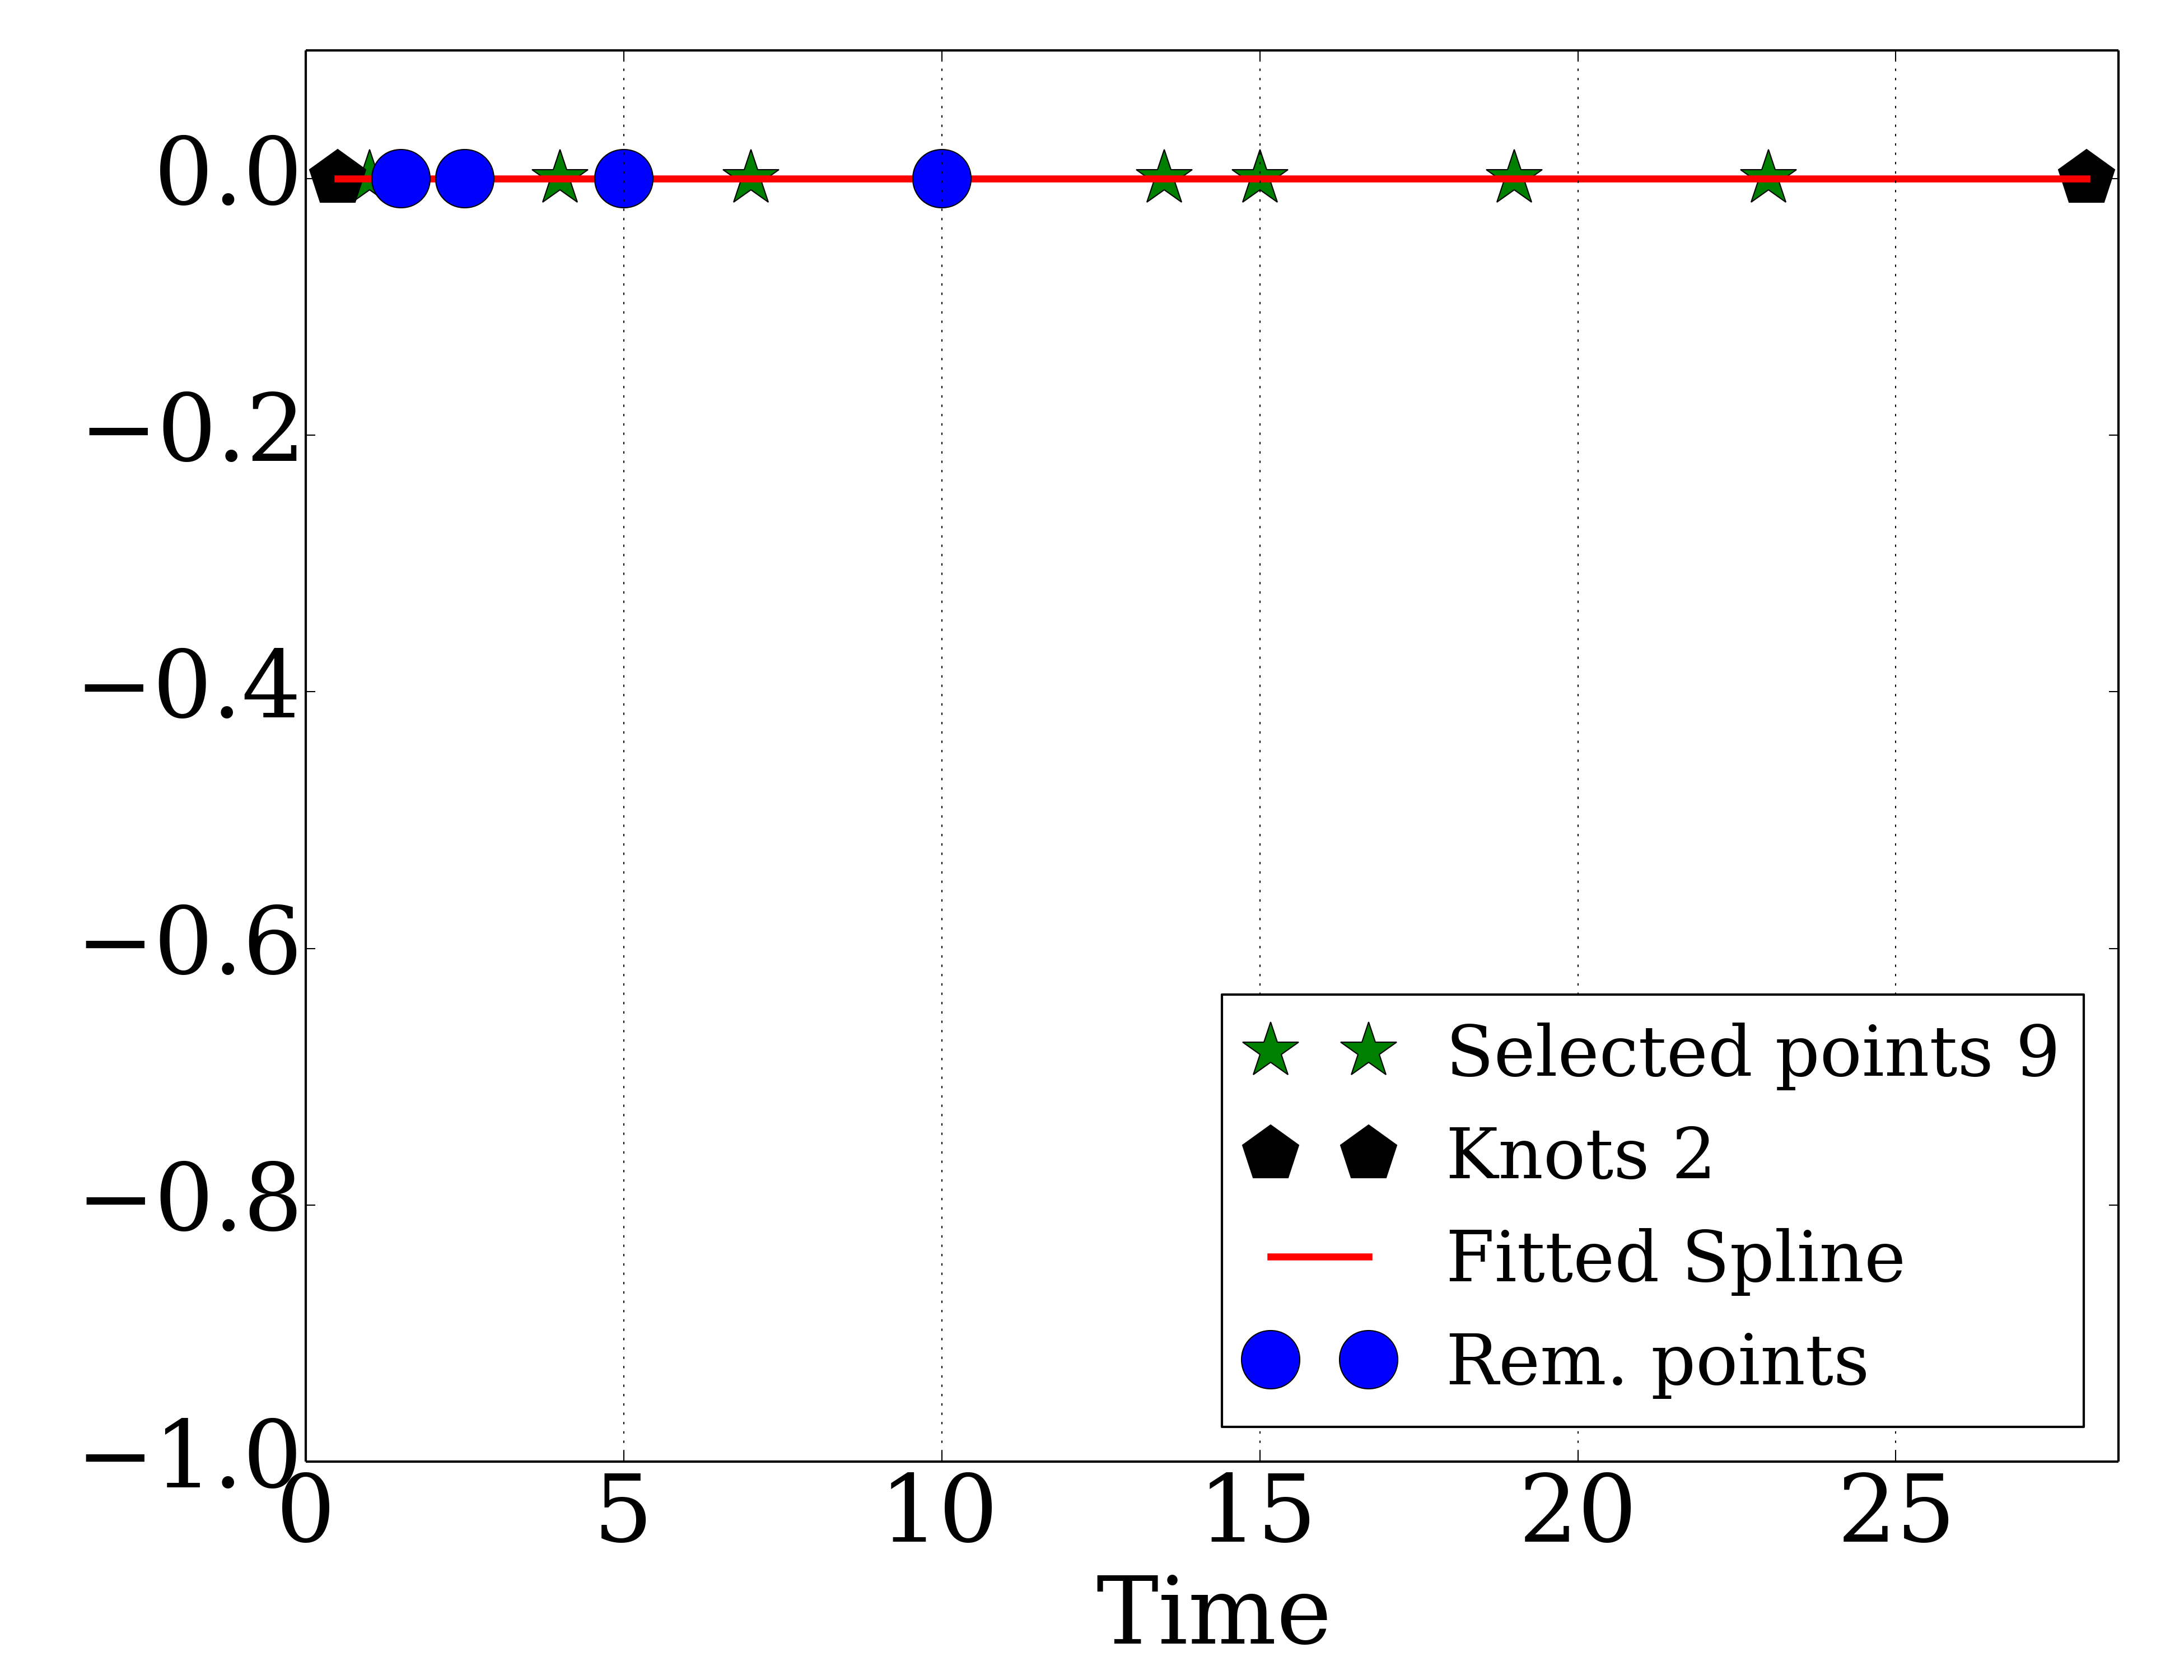 0.0
−0.2
−0.4
−0.6
−0.8
−1.0
Selected points 9
Knots 2
Fitted Spline
Rem. points
0 5 10 15 20 25
Time